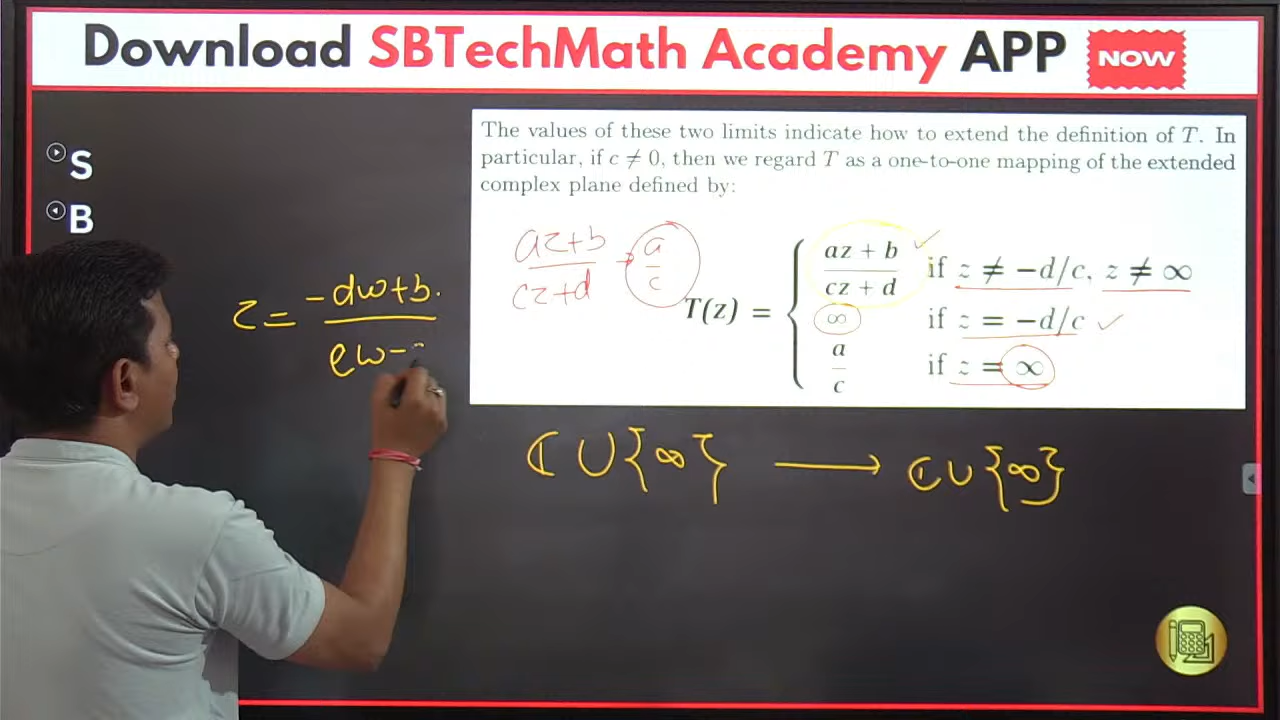 Download SBTechMath Academy APP NOW
S
B
The values of these two limits indicate how to extend the definition of T. In
particular, if c ≠ 0, then we regard T as a one-to-one mapping of the extended
complex plane defined by:
az+b
cz+d
→ a
c
T(z) =
az + b
cz + d
if z ≠ −d/c, z ≠ ∞
∞ if z = −d/c
a
c
if z = ∞
z = -dw+b.
cw-
ℂ ∪ {∞} → ℂ ∪ {∞}